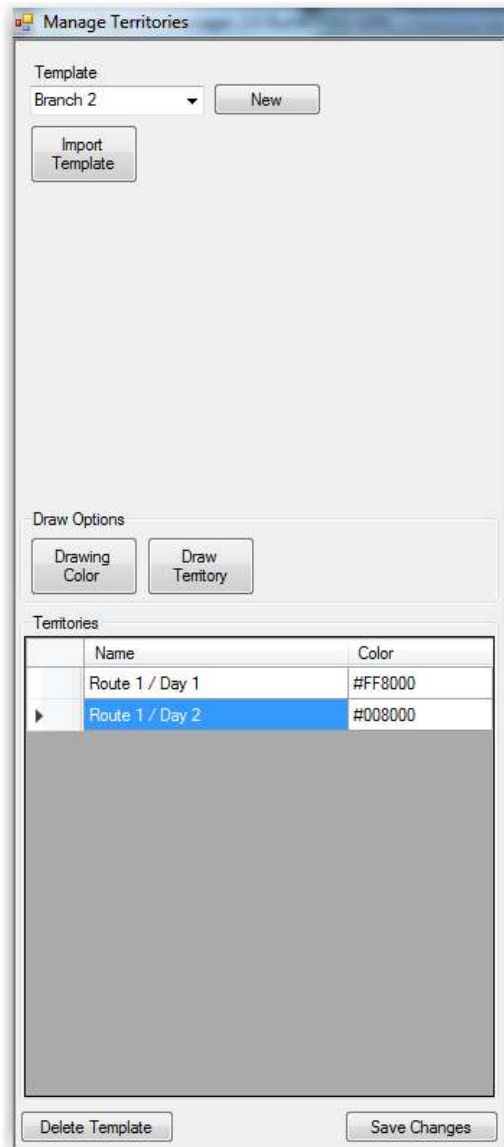 Manage Territories
Template
Branch 2
New
Import
Template
Draw Options
Drawing
Color
Draw
Territory
Territories
Name Color
Route 1 / Day 1 #FF8000
Route 1 / Day 2 #008000
Delete Template Save Changes